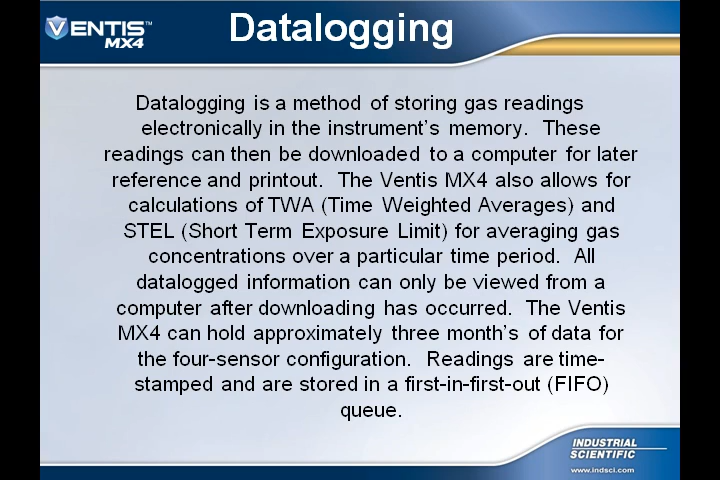 VENTIS™
MX4
Datalogging
Datalogging is a method of storing gas readings
electronically in the instrument's memory.  These
readings can then be downloaded to a computer for later
reference and printout.  The Ventis MX4 also allows for
calculations of TWA (Time Weighted Averages) and
STEL (Short Term Exposure Limit) for averaging gas
concentrations over a particular time period.  All
datalogged information can only be viewed from a
computer after downloading has occurred.  The Ventis
MX4 can hold approximately three month's of data for
the four-sensor configuration.  Readings are time-
stamped and are stored in a first-in-first-out (FIFO)
queue.
INDUSTRIAL
SCIENTIFIC
www.indsci.com